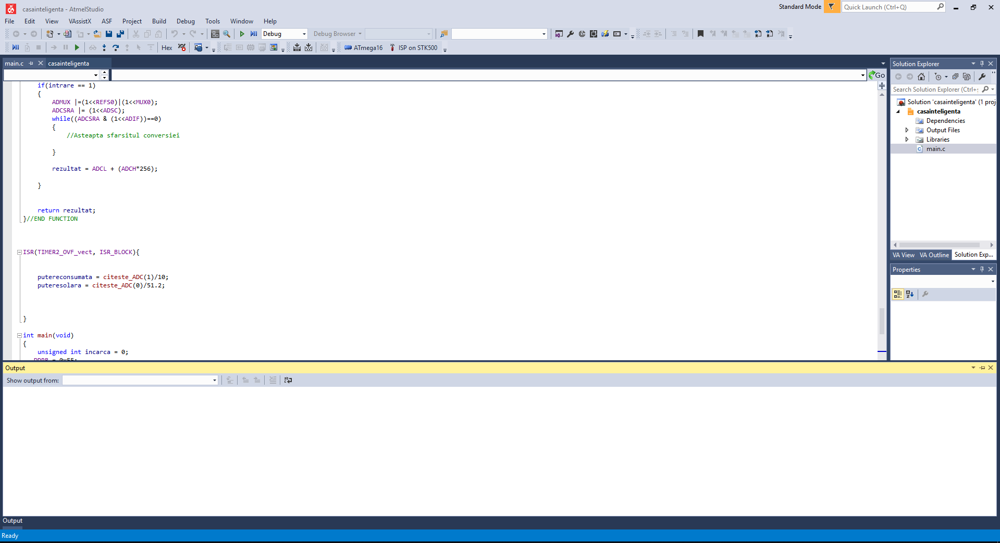 casainteligenta - AtmelStudio
Standard Mode
Quick Launch (Ctrl+Q)
File Edit View VAssistX ASF Project Build Debug Tools Window Help
Debug
Debug Browser
Hex
ATmega16
ISP on STK500
main.c
casainteligenta
Go
if(intrare == 1)
{
ADMUX |=(1<<REFS0)|(1<<MUX0);
ADCSRA |= (1<<ADSC);
while((ADCSRA & (1<<ADIF))==0)
{
//Asteapta sfarsitul conversiei
}
rezultat = ADCL + (ADCH*256);
}
return rezultat;
}//END FUNCTION
ISR(TIMER2_OVF_vect, ISR_BLOCK){
putereconsumata = citeste_ADC(1)/10;
puteresolara = citeste_ADC(0)/51.2;
}
int main(void)
{
unsigned int incarca = 0;
DDRB = 0xFF;
Solution Explorer
Search Solution Explorer (Ctrl+;
Solution 'casainteligenta' (1 proj
casainteligenta
Dependencies
Output Files
Libraries
main.c
VA View VA Outline Solution Exp...
Properties
Output
Show output from:
Output
Ready